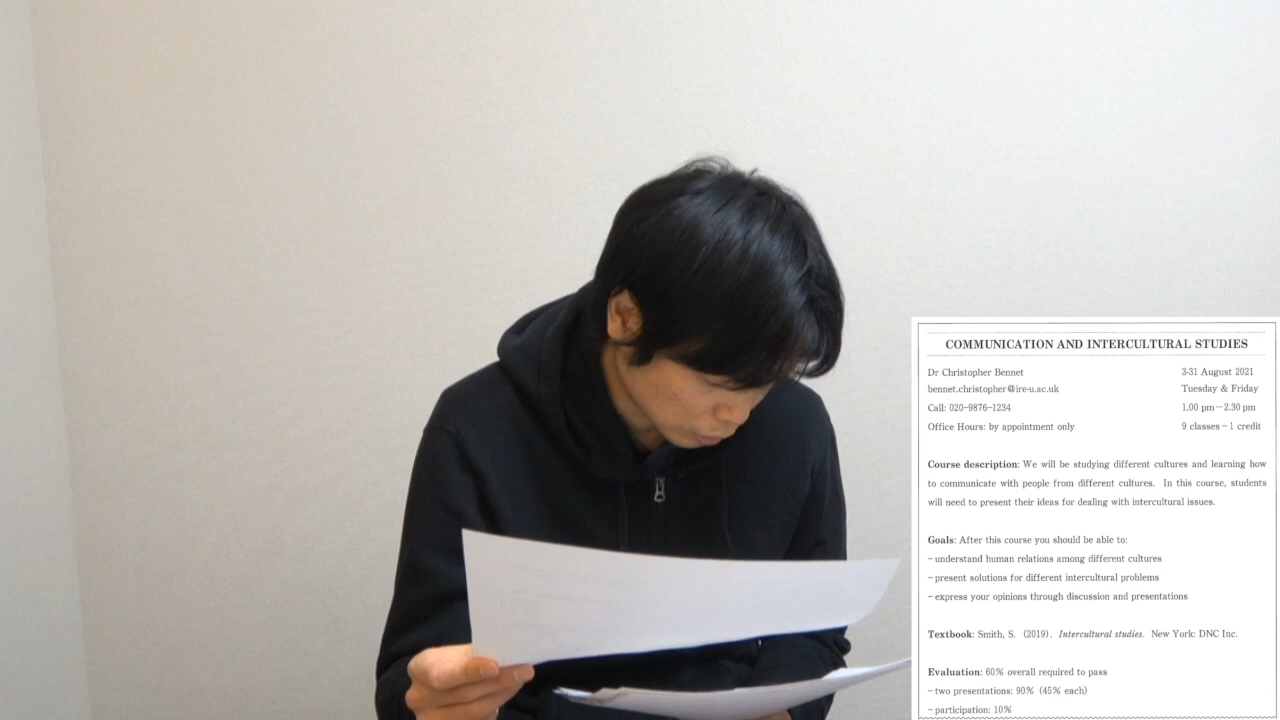 COMMUNICATION AND INTERCULTURAL STUDIES
Dr Christopher Bennet 3-31 August 2021
bennet.christopher@ire-u.ac.uk Tuesday & Friday
Call: 020-9876-1234 1.00 pm－2.30 pm
Office Hours: by appointment only 9 classes－1 credit
Course description: We will be studying different cultures and learning how
to communicate with people from different cultures. In this course, students
will need to present their ideas for dealing with intercultural issues.
Goals: After this course you should be able to:
－understand human relations among different cultures
－present solutions for different intercultural problems
－express your opinions through discussion and presentations
Textbook: Smith, S. (2019). Intercultural studies. New York: DNC Inc.
Evaluation: 60% overall required to pass
－two presentations: 90% (45% each)
－participation: 10%